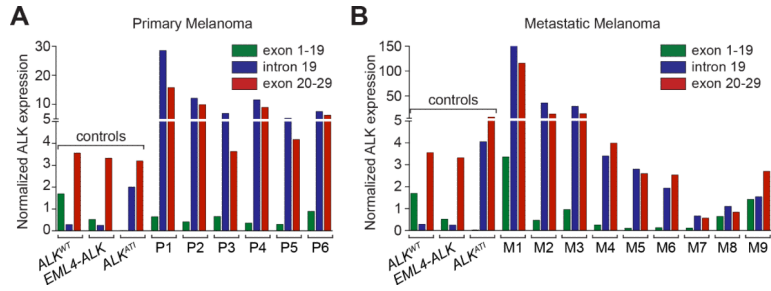 A
Primary Melanoma
Normalized ALK expression
30
20
10
5
4
3
2
1
0
exon 1-19
intron 19
exon 20-29
controls
ALKWT
EML4-ALK
ALKATI
P1
P2
P3
P4
P5
P6
B
Metastatic Melanoma
Normalized ALK expression
150
100
50
5
4
3
2
1
0
exon 1-19
intron 19
exon 20-29
controls
ALKWT
EML4-ALK
ALKATI
M1
M2
M3
M4
M5
M6
M7
M8
M9